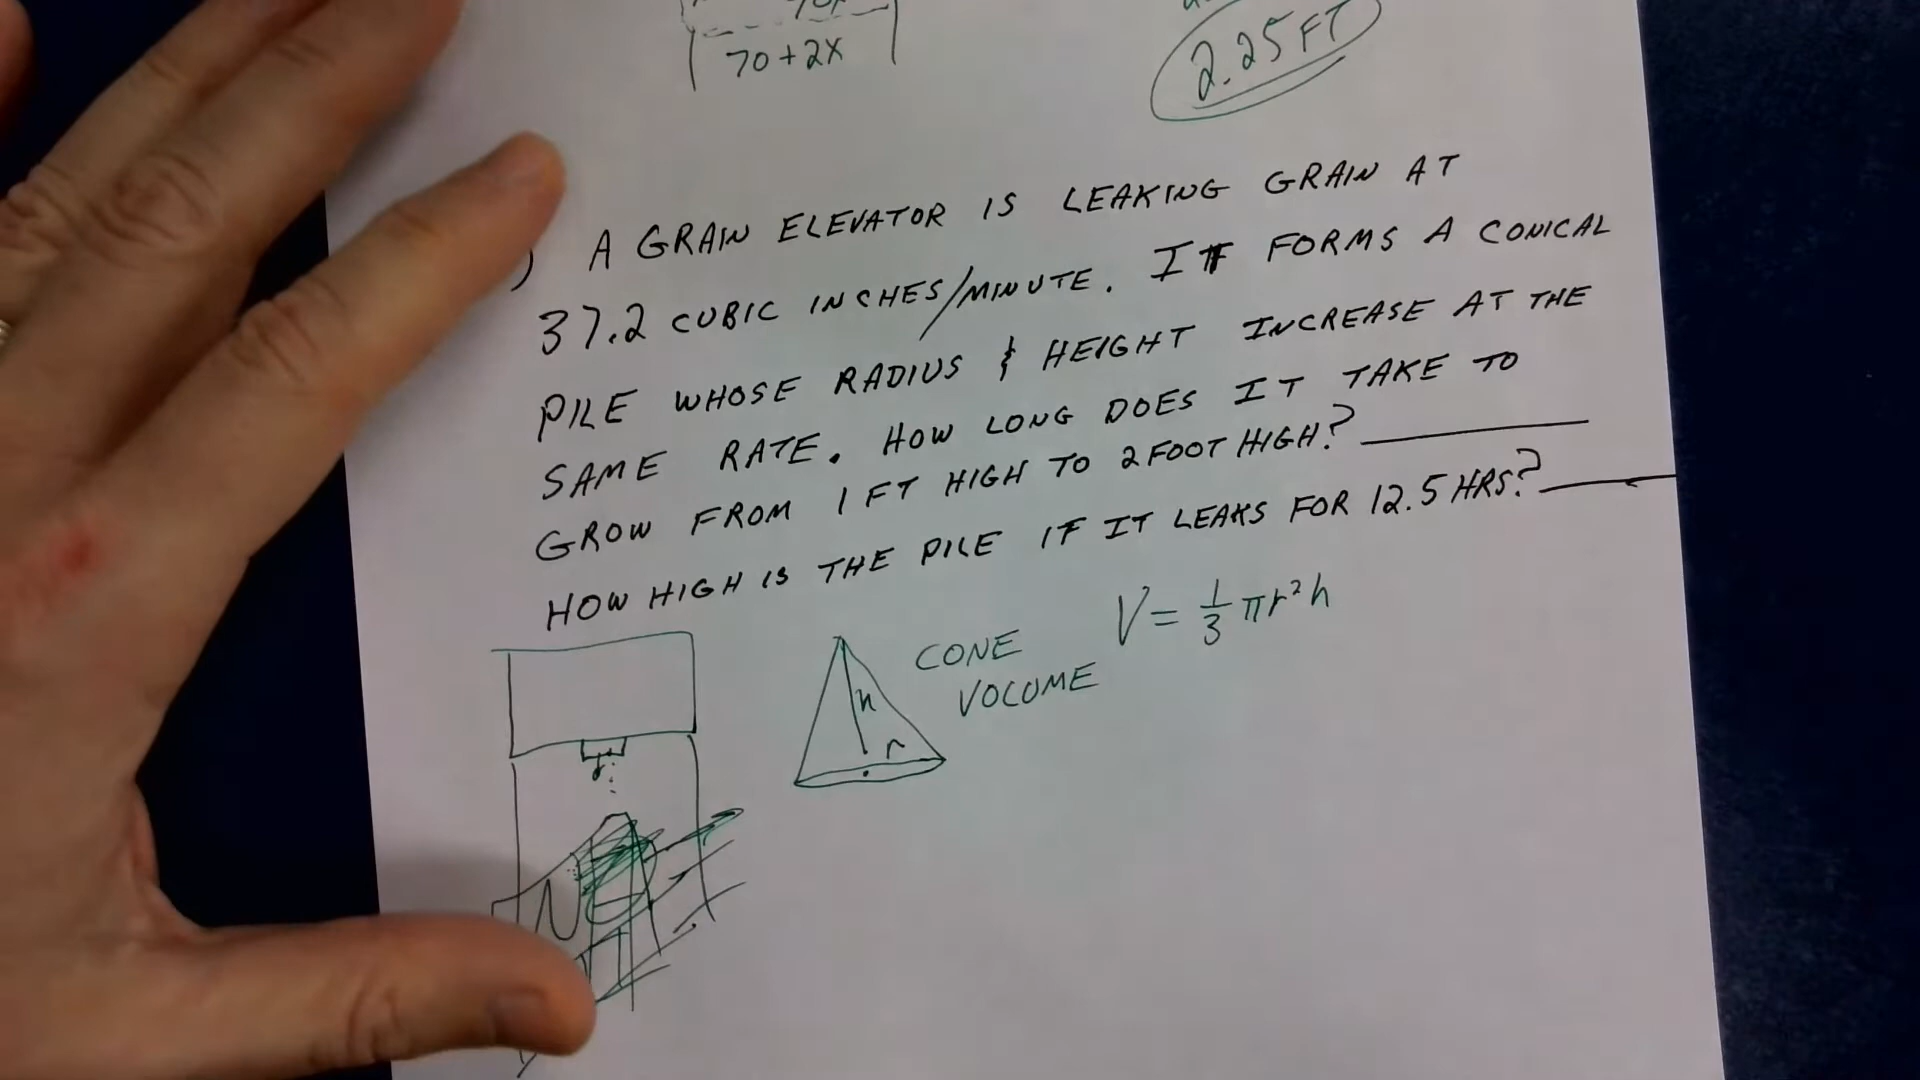 70+2X
2.25 FT
) A GRAIN ELEVATOR IS LEAKING GRAIN AT
37.2 CUBIC INCHES/MINUTE. IT FORMS A CONICAL
PILE WHOSE RADIUS & HEIGHT INCREASE AT THE
SAME RATE. HOW LONG DOES IT TAKE TO
GROW FROM 1 FT HIGH TO 2 FOOT HIGH?
HOW HIGH IS THE PILE IF IT LEAKS FOR 12.5 HRS?
CONE
VOLUME
V = 1/3 πr²h
h
r